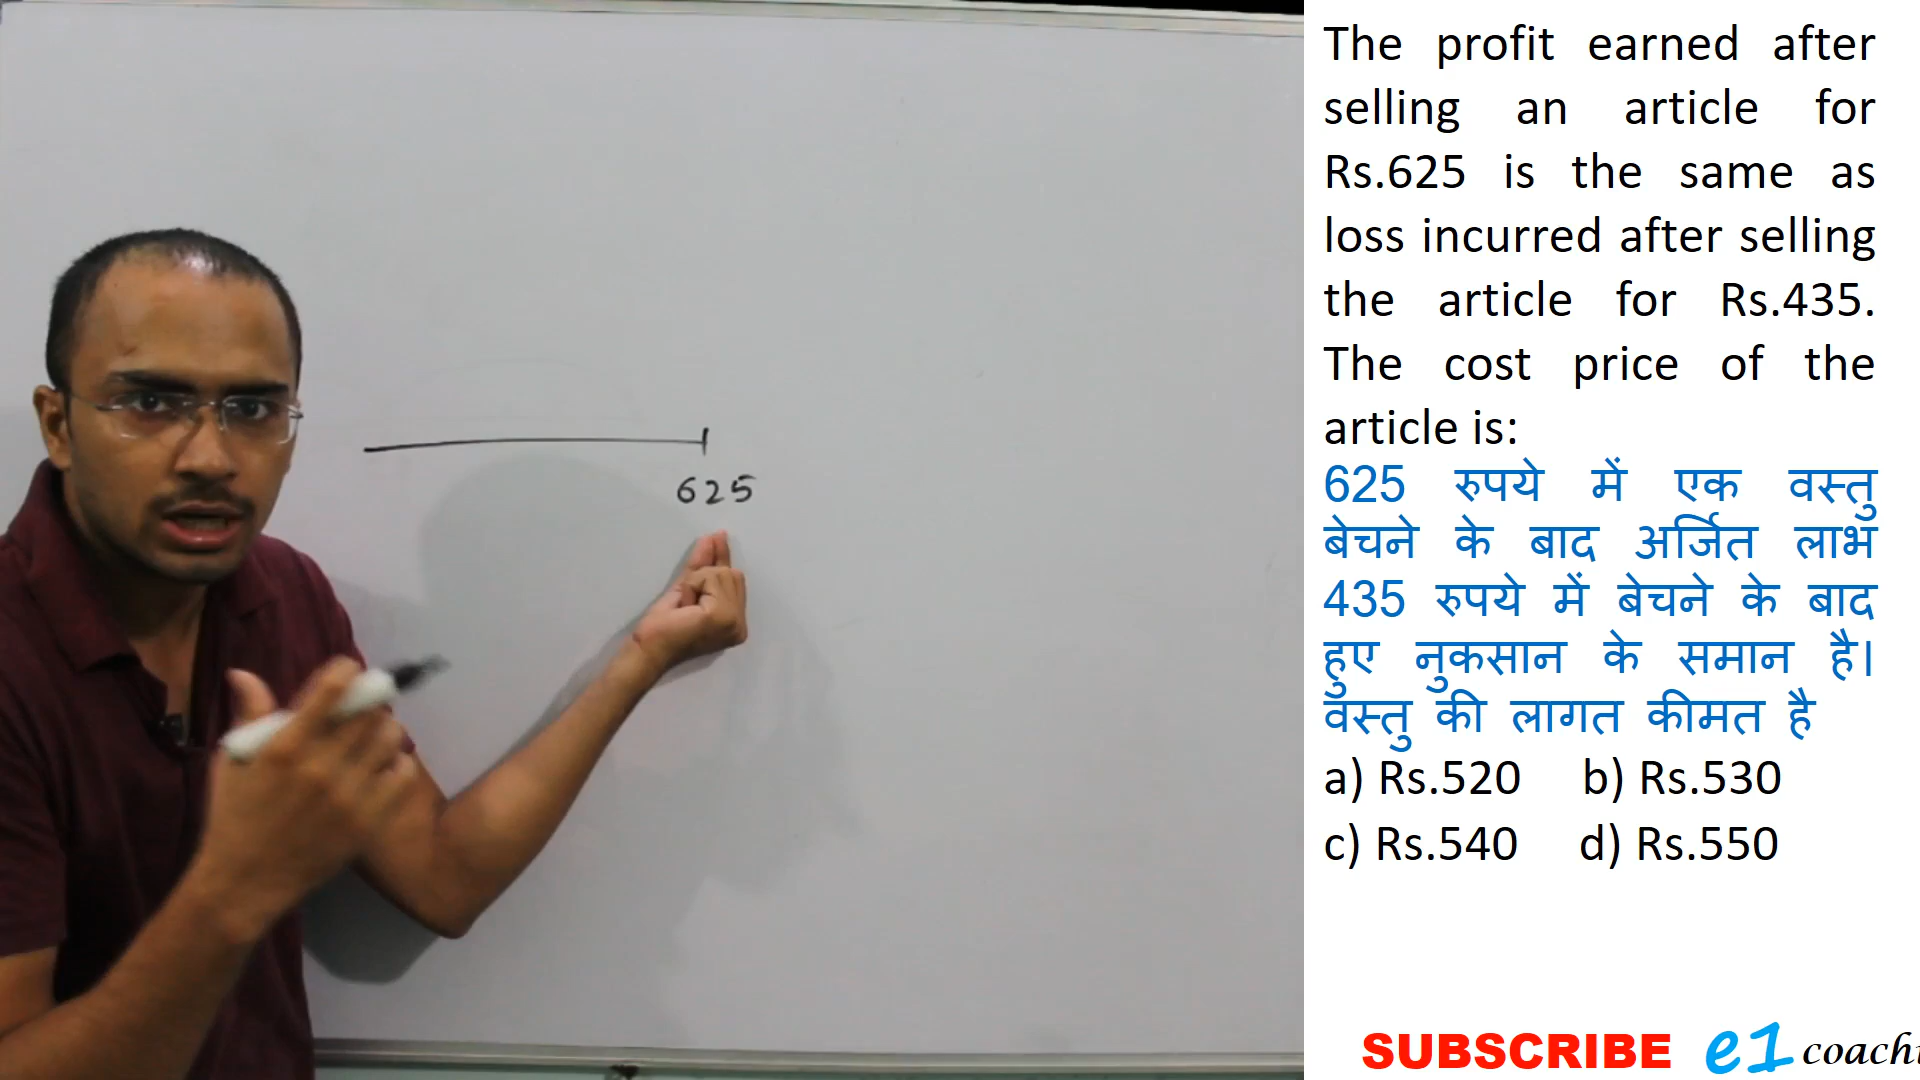 625
The profit earned after
selling an article for
Rs.625 is the same as
loss incurred after selling
the article for Rs.435.
The cost price of the
article is:
625 रुपये में एक वस्तु
बेचने के बाद अर्जित लाभ
435 रुपये में बेचने के बाद
हुए नुकसान के समान है।
वस्तु की लागत कीमत है
a) Rs.520 b) Rs.530
c) Rs.540 d) Rs.550
SUBSCRIBE e1 coachi